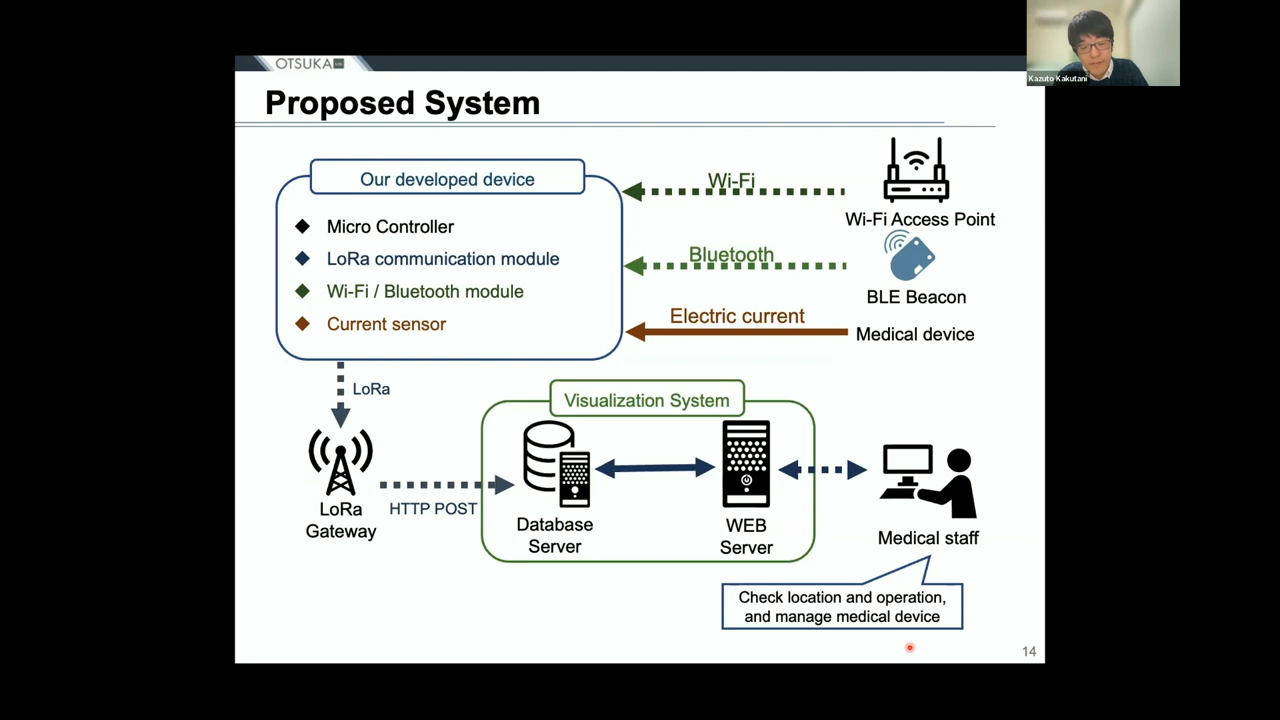 OTSUKA
Kazuto Kakutani
Proposed System
Our developed device
Micro Controller
LoRa communication module
Wi-Fi / Bluetooth module
Current sensor
Wi-Fi
Wi-Fi Access Point
Bluetooth
BLE Beacon
Electric current
Medical device
LoRa
LoRa
Gateway
HTTP POST
Visualization System
Database
Server
WEB
Server
Medical staff
Check location and operation,
and manage medical device
14